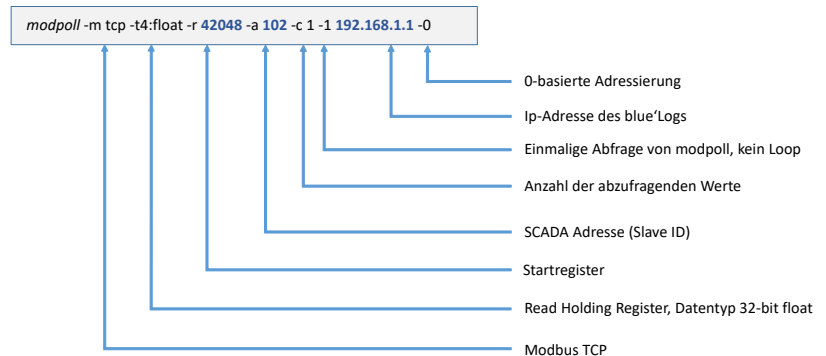 modpoll -m tcp -t4:float -r 42048 -a 102 -c 1 -1 192.168.1.1 -0
0-basierte Adressierung
Ip-Adresse des blue‘Logs
Einmalige Abfrage von modpoll, kein Loop
Anzahl der abzufragenden Werte
SCADA Adresse (Slave ID)
Startregister
Read Holding Register, Datentyp 32-bit float
Modbus TCP